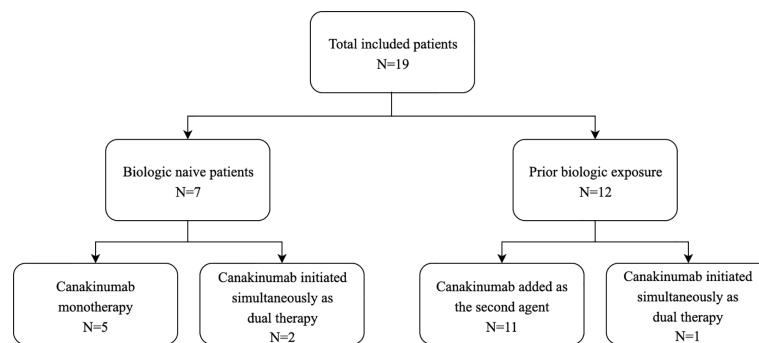 Total included patients
N=19
Biologic naive patients
N=7
Prior biologic exposure
N=12
Canakinumab
monotherapy
N=5
Canakinumab initiated
simultaneously as
dual therapy
N=2
Canakinumab added as
the second agent
N=11
Canakinumab initiated
simultaneously as
dual therapy
N=1